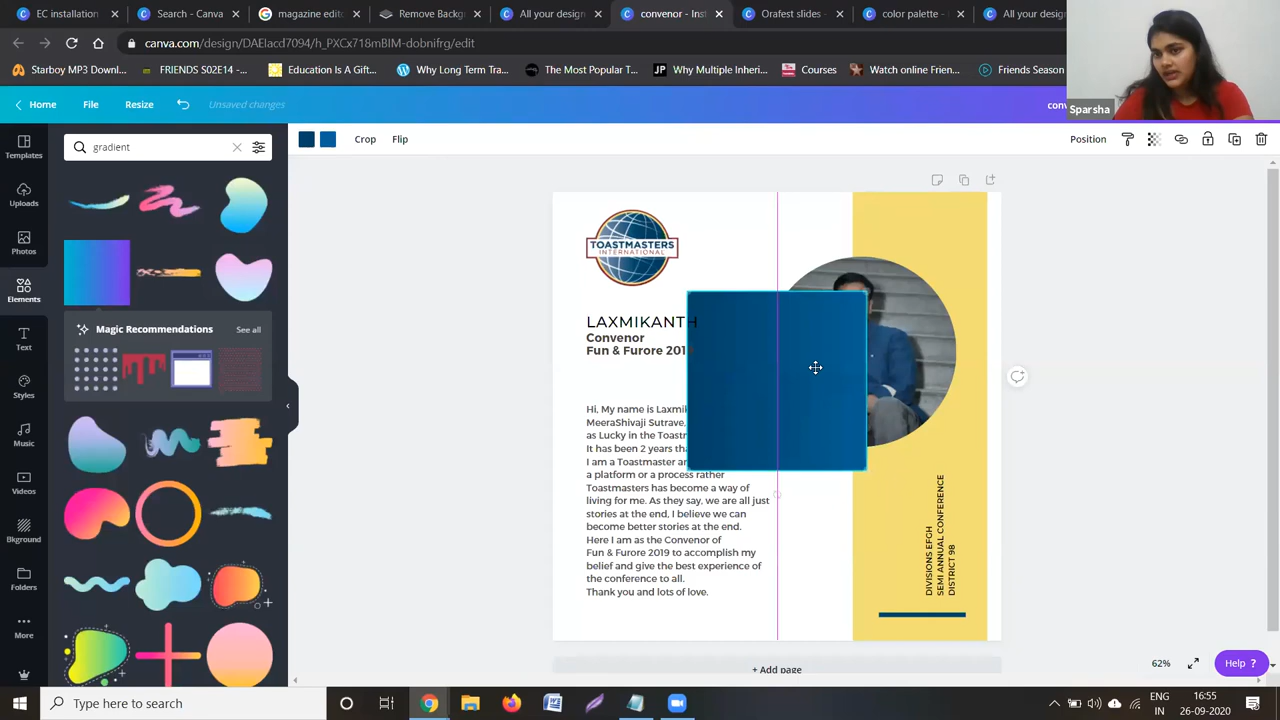 EC installation
Search - Canva
magazine edito
Remove Backg
All your design
convenor - Inst
Orafest slides
color palette -
All your design
canva.com/design/DAElacd7094/h_PXCx718mBIM-dobnifrg/edit
Starboy MP3 Downl...
FRIENDS S02E14 -...
Education Is A Gift...
Why Long Term Tra...
The Most Popular T...
Why Multiple Inheri...
Courses
Watch online Frien...
Friends Season
Sparsha
Home
File
Resize
Unsaved changes
conv
gradient
Crop
Flip
Position
Templates
Uploads
Photos
Elements
Text
Styles
Music
Videos
Bkground
Folders
More
Magic Recommendations
See all
TOASTMASTERS
INTERNATIONAL
LAXMIKANTH
Convenor
Fun & Furore 201
Hi, My name is Laxmik
MeeraShivaji Sutrave,
as Lucky in the Toastm
It has been 2 years tha
I am a Toastmaster an
a platform or a process rather
Toastmasters has become a way of
living for me. As they say, we are all just
stories at the end, I believe we can
become better stories at the end.
Here I am as the Convenor of
Fun & Furore 2019 to accomplish my
belief and give the best experience of
the conference to all.
Thank you and lots of love.
DIVISIONS EFGH
SEMI ANNUAL CONFERENCE
DISTRICT 98
+ Add page
62%
Help ?
Type here to search
ENG
IN
16:55
26-09-2020